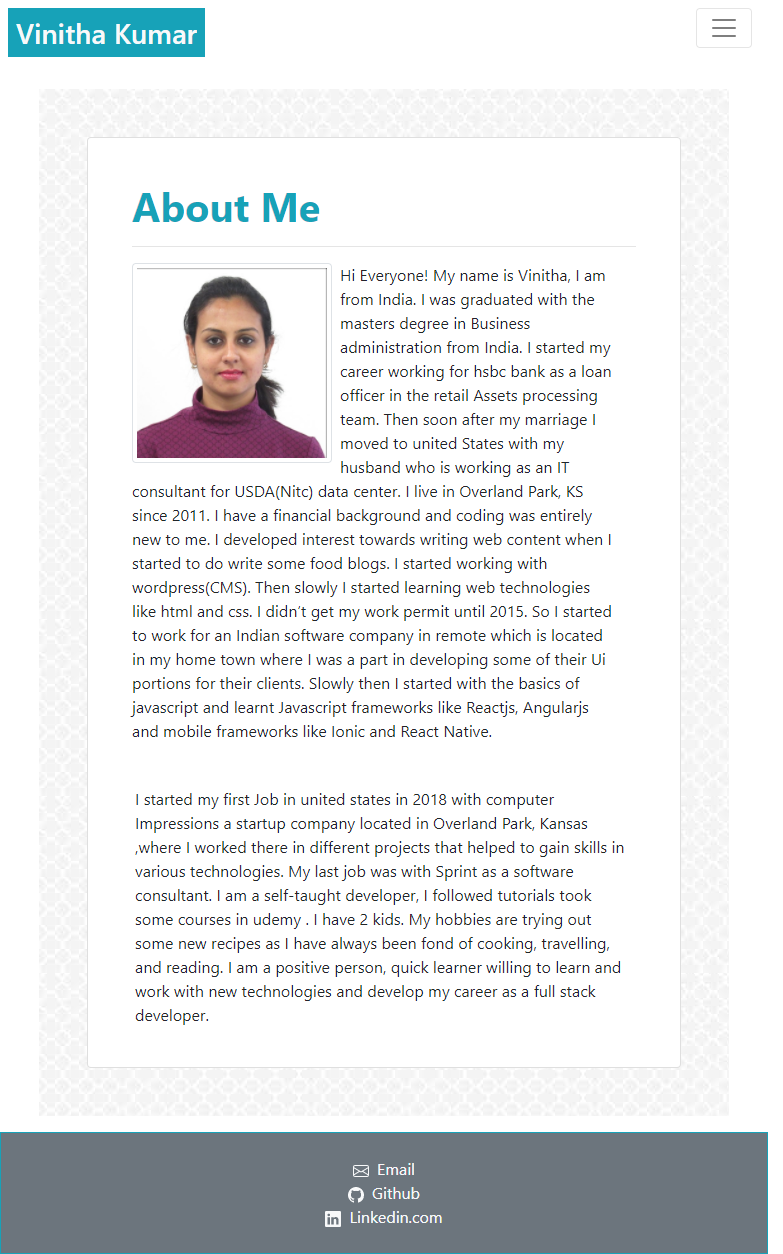 Vinitha Kumar
About Me
Hi Everyone! My name is Vinitha, I am
from India. I was graduated with the
masters degree in Business
administration from India. I started my
career working for hsbc bank as a loan
officer in the retail Assets processing
team. Then soon after my marriage I
moved to united States with my
husband who is working as an IT
consultant for USDA(Nitc) data center. I live in Overland Park, KS
since 2011. I have a financial background and coding was entirely
new to me. I developed interest towards writing web content when I
started to do write some food blogs. I started working with
wordpress(CMS). Then slowly I started learning web technologies
like html and css. I didn't get my work permit until 2015. So I started
to work for an Indian software company in remote which is located
in my home town where I was a part in developing some of their Ui
portions for their clients. Slowly then I started with the basics of
javascript and learnt Javascript frameworks like Reactjs, Angularjs
and mobile frameworks like Ionic and React Native.
I started my first Job in united states in 2018 with computer
Impressions a startup company located in Overland Park, Kansas
,where I worked there in different projects that helped to gain skills in
various technologies. My last job was with Sprint as a software
consultant. I am a self-taught developer, I followed tutorials took
some courses in udemy . I have 2 kids. My hobbies are trying out
some new recipes as I have always been fond of cooking, travelling,
and reading. I am a positive person, quick learner willing to learn and
work with new technologies and develop my career as a full stack
developer.
Email
Github
Linkedin.com